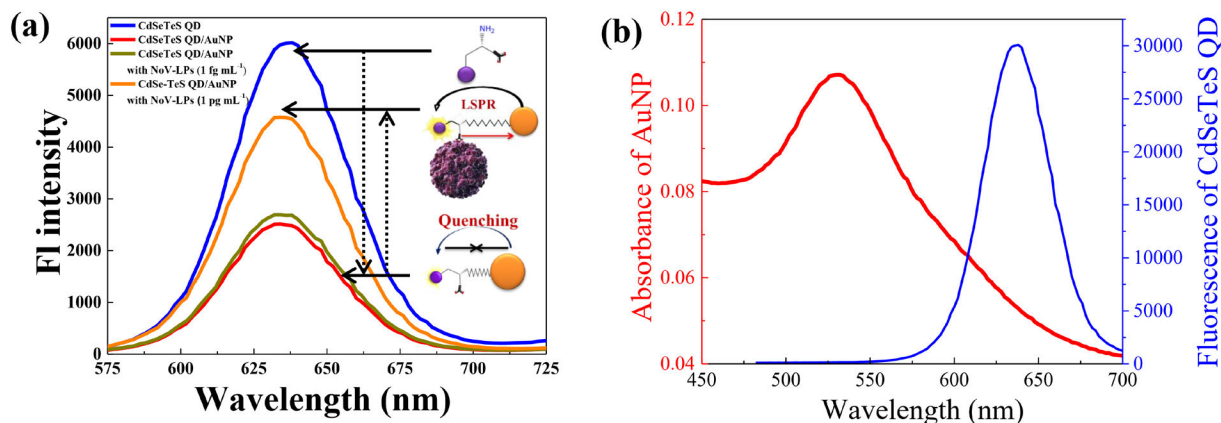 (a)
CdSeTeS QD
CdSeTeS QD/AuNP
CdSeTeS QD/AuNP
with NoV-LPs (1 fg mL⁻¹)
CdSe-TeS QD/AuNP
with NoV-LPs (1 pg mL⁻¹)
NH₂
LSPR
Quenching
6000
5000
4000
3000
2000
1000
0
Fl intensity
575 600 625 650 675 700 725
Wavelength (nm)
(b)
0.12
0.10
0.08
0.06
0.04
Absorbance of AuNP
30000
25000
20000
15000
10000
5000
0
Fluorescence of CdSeTeS QD
450 500 550 600 650 700
Wavelength (nm)